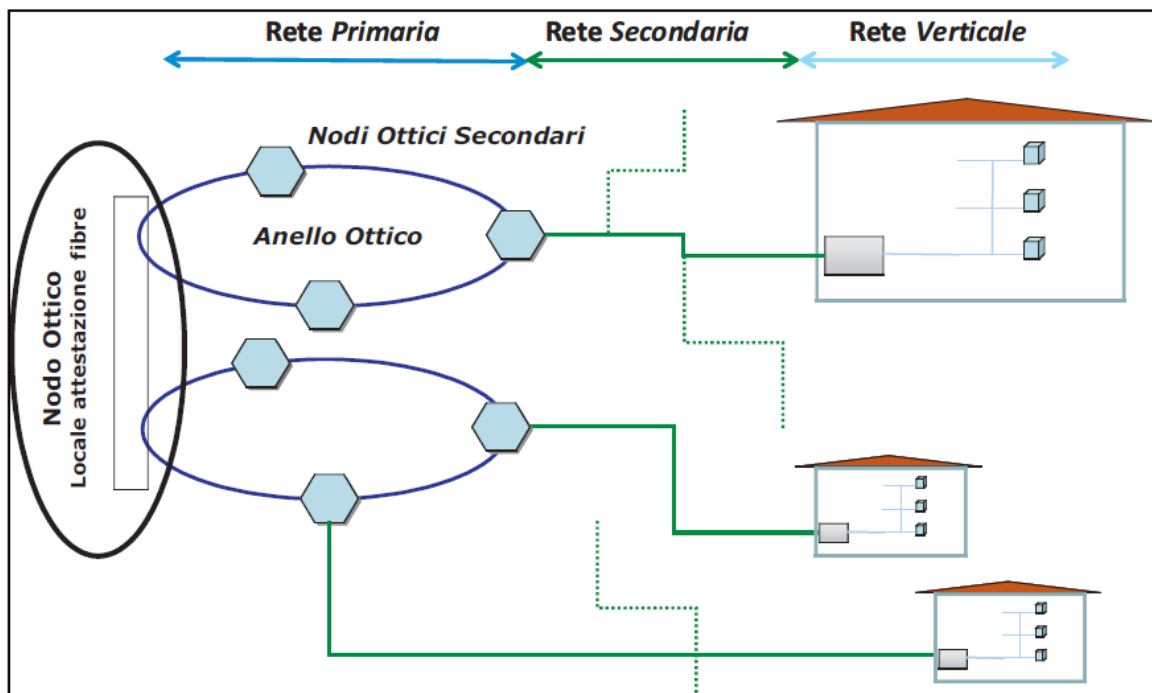 Rete Primaria
Rete Secondaria
Rete Verticale
Nodi Ottici Secondari
Anello Ottico
Nodo Ottico
Locale attestazione fibre